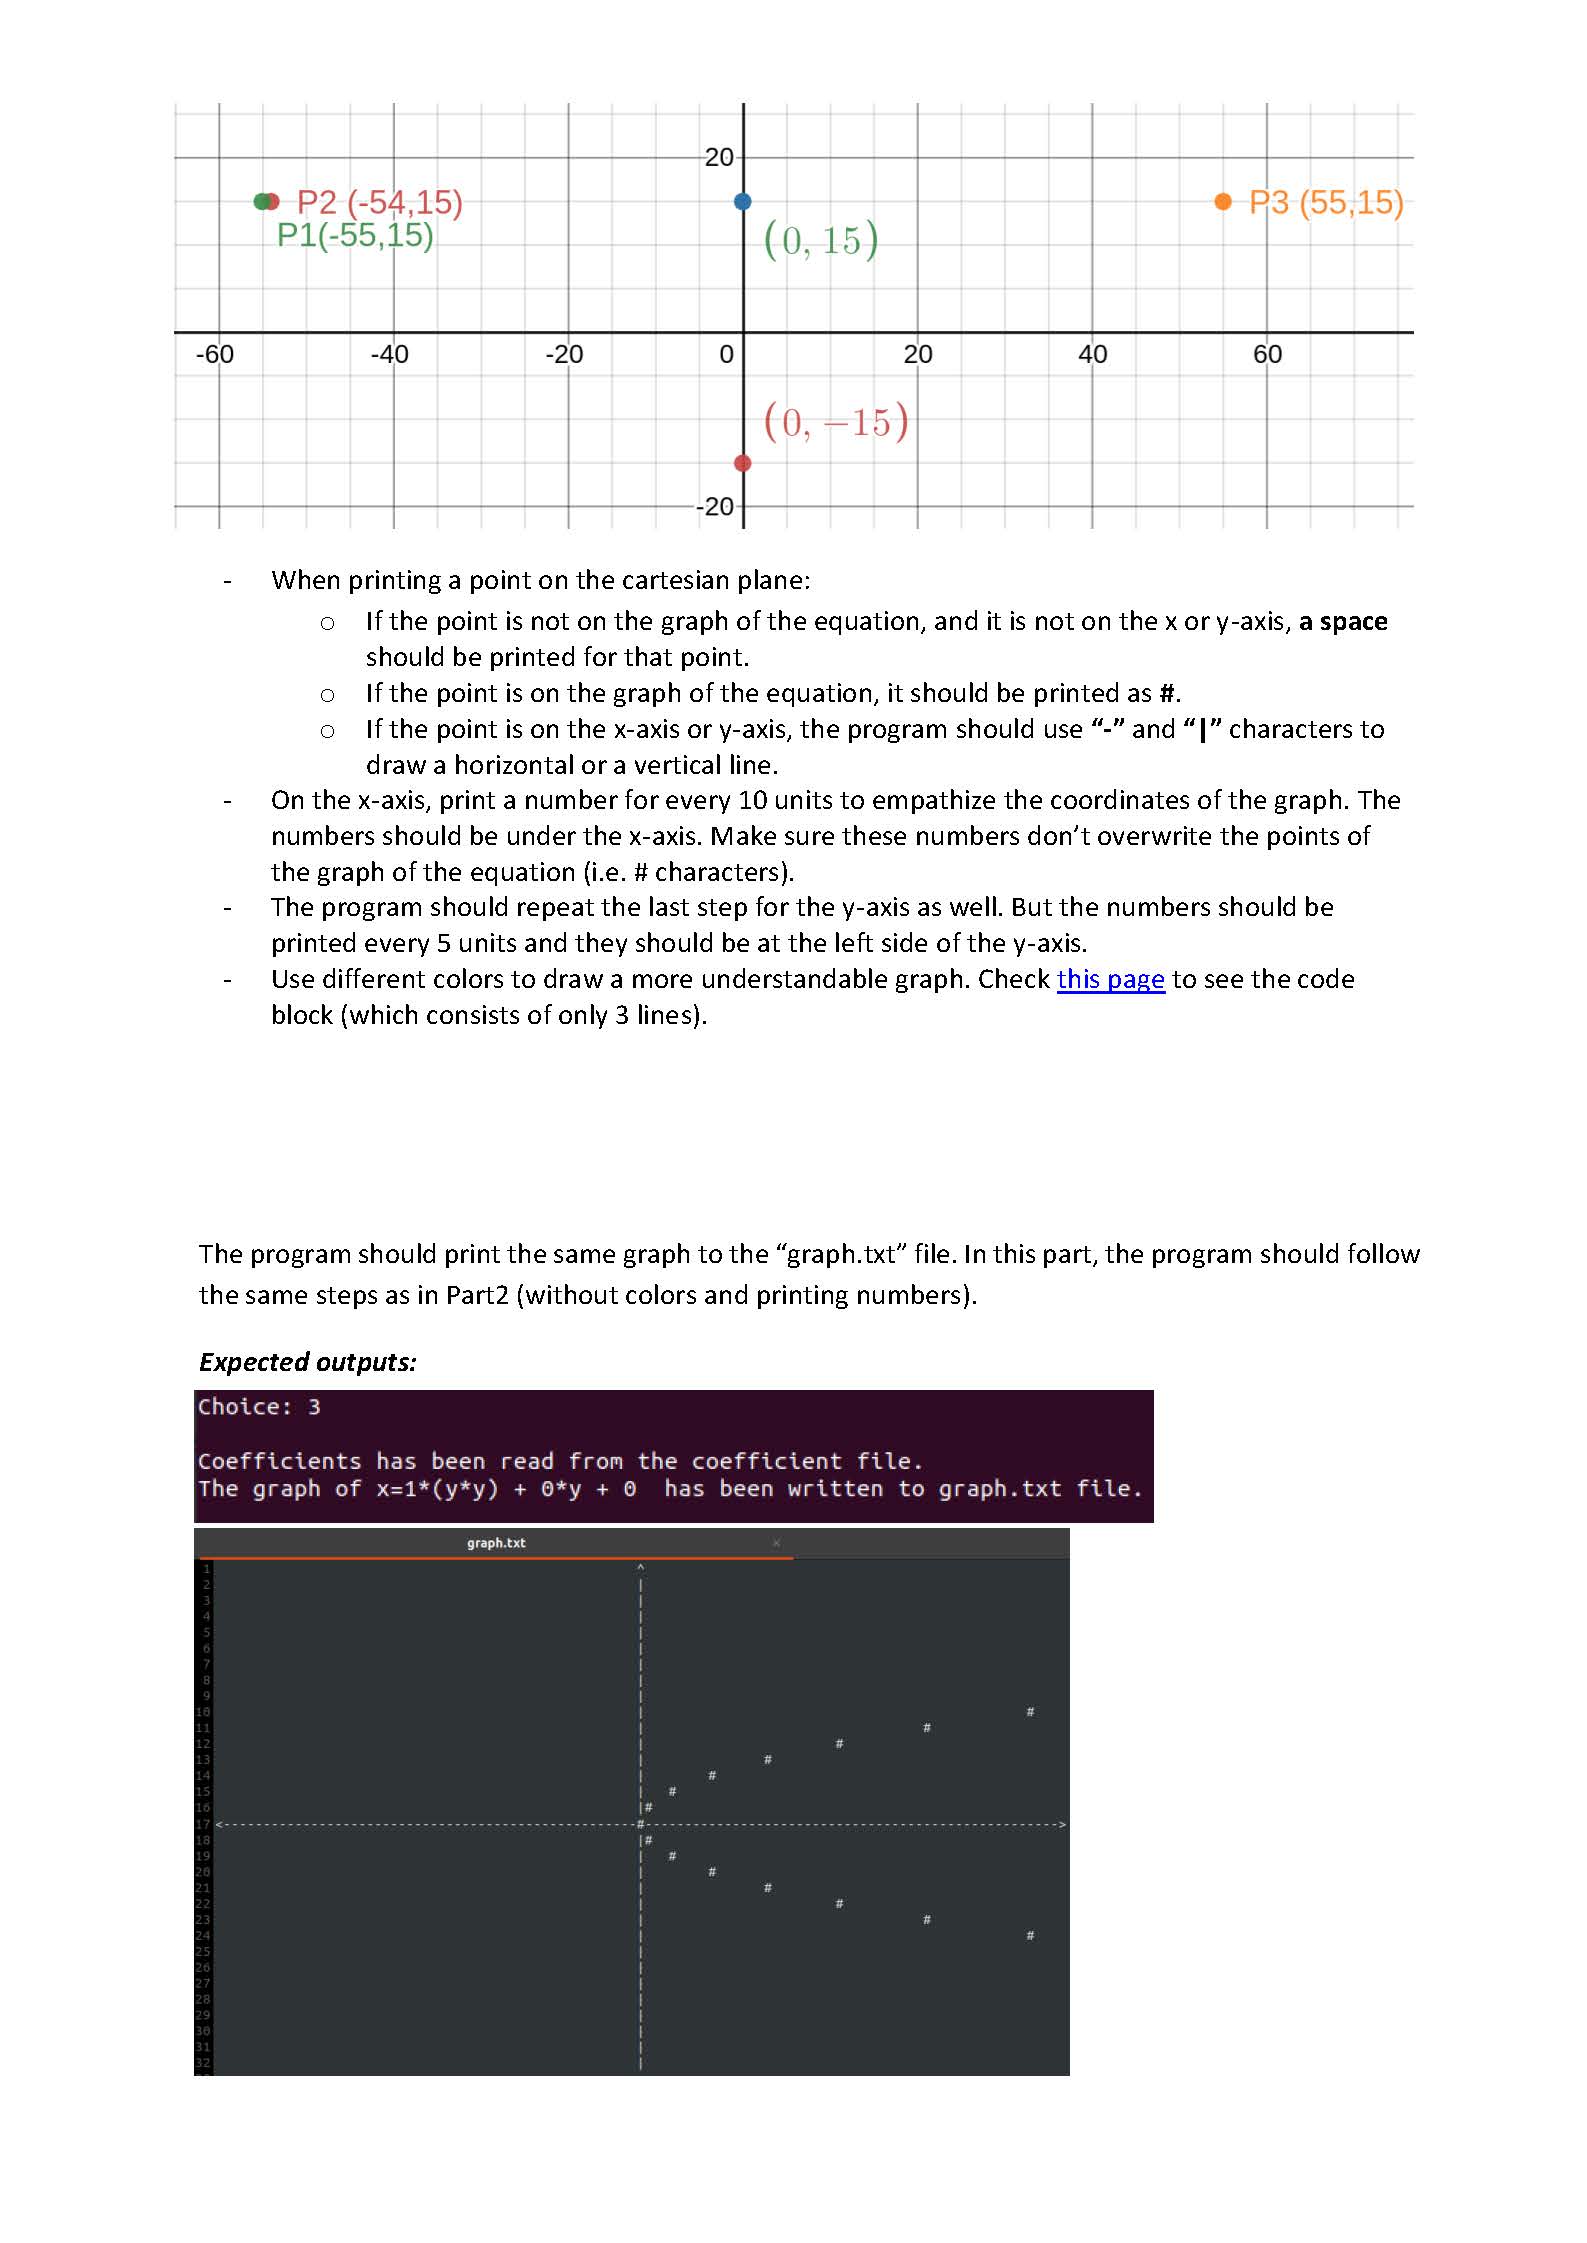 20
P2 (-54,15)
P3 (55,15)
P1(-55,15)
(0, 15)
-60 -40 -20 0 20 40 60
(0, −15)
-20
- When printing a point on the cartesian plane:
o If the point is not on the graph of the equation, and it is not on the x or y-axis, a space
should be printed for that point.
o If the point is on the graph of the equation, it should be printed as #.
o If the point is on the x-axis or y-axis, the program should use “-” and “|” characters to
draw a horizontal or a vertical line.
- On the x-axis, print a number for every 10 units to empathize the coordinates of the graph. The
numbers should be under the x-axis. Make sure these numbers don’t overwrite the points of
the graph of the equation (i.e. # characters).
- The program should repeat the last step for the y-axis as well. But the numbers should be
printed every 5 units and they should be at the left side of the y-axis.
- Use different colors to draw a more understandable graph. Check this page to see the code
block (which consists of only 3 lines).
The program should print the same graph to the “graph.txt” file. In this part, the program should follow
the same steps as in Part2 (without colors and printing numbers).
Expected outputs:
Choice: 3
Coefficients has been read from the coefficient file.
The graph of x=1*(y*y) + 0*y + 0  has been written to graph.txt file.
graph.txt ×
1 ^
2 |
3 |
4 |
5 |
6 |
7 |
8 |
9 |
10 | #
11 | #
12 | #
13 | #
14 | #
15 | #
16 |#
17 <-----------------------------------------------------#----------------------------------------------------->
18 |#
19 | #
20 | #
21 | #
22 | #
23 | #
24 | #
25 |
26 |
27 |
28 |
29 |
30 |
31 |
32 |